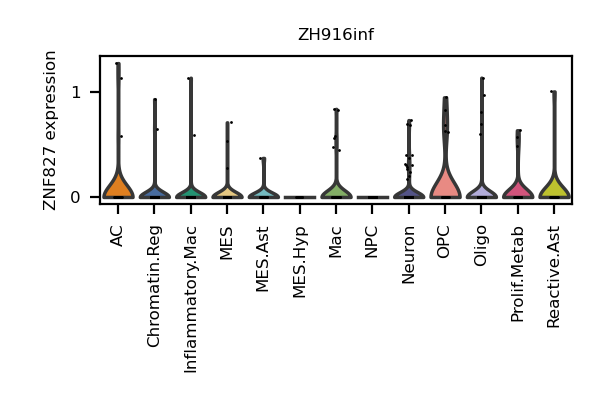 ZH916inf
ZNF827 expression
1
0
AC
Chromatin.Reg
Inflammatory.Mac
MES
MES.Ast
MES.Hyp
Mac
NPC
Neuron
OPC
Oligo
Prolif.Metab
Reactive.Ast